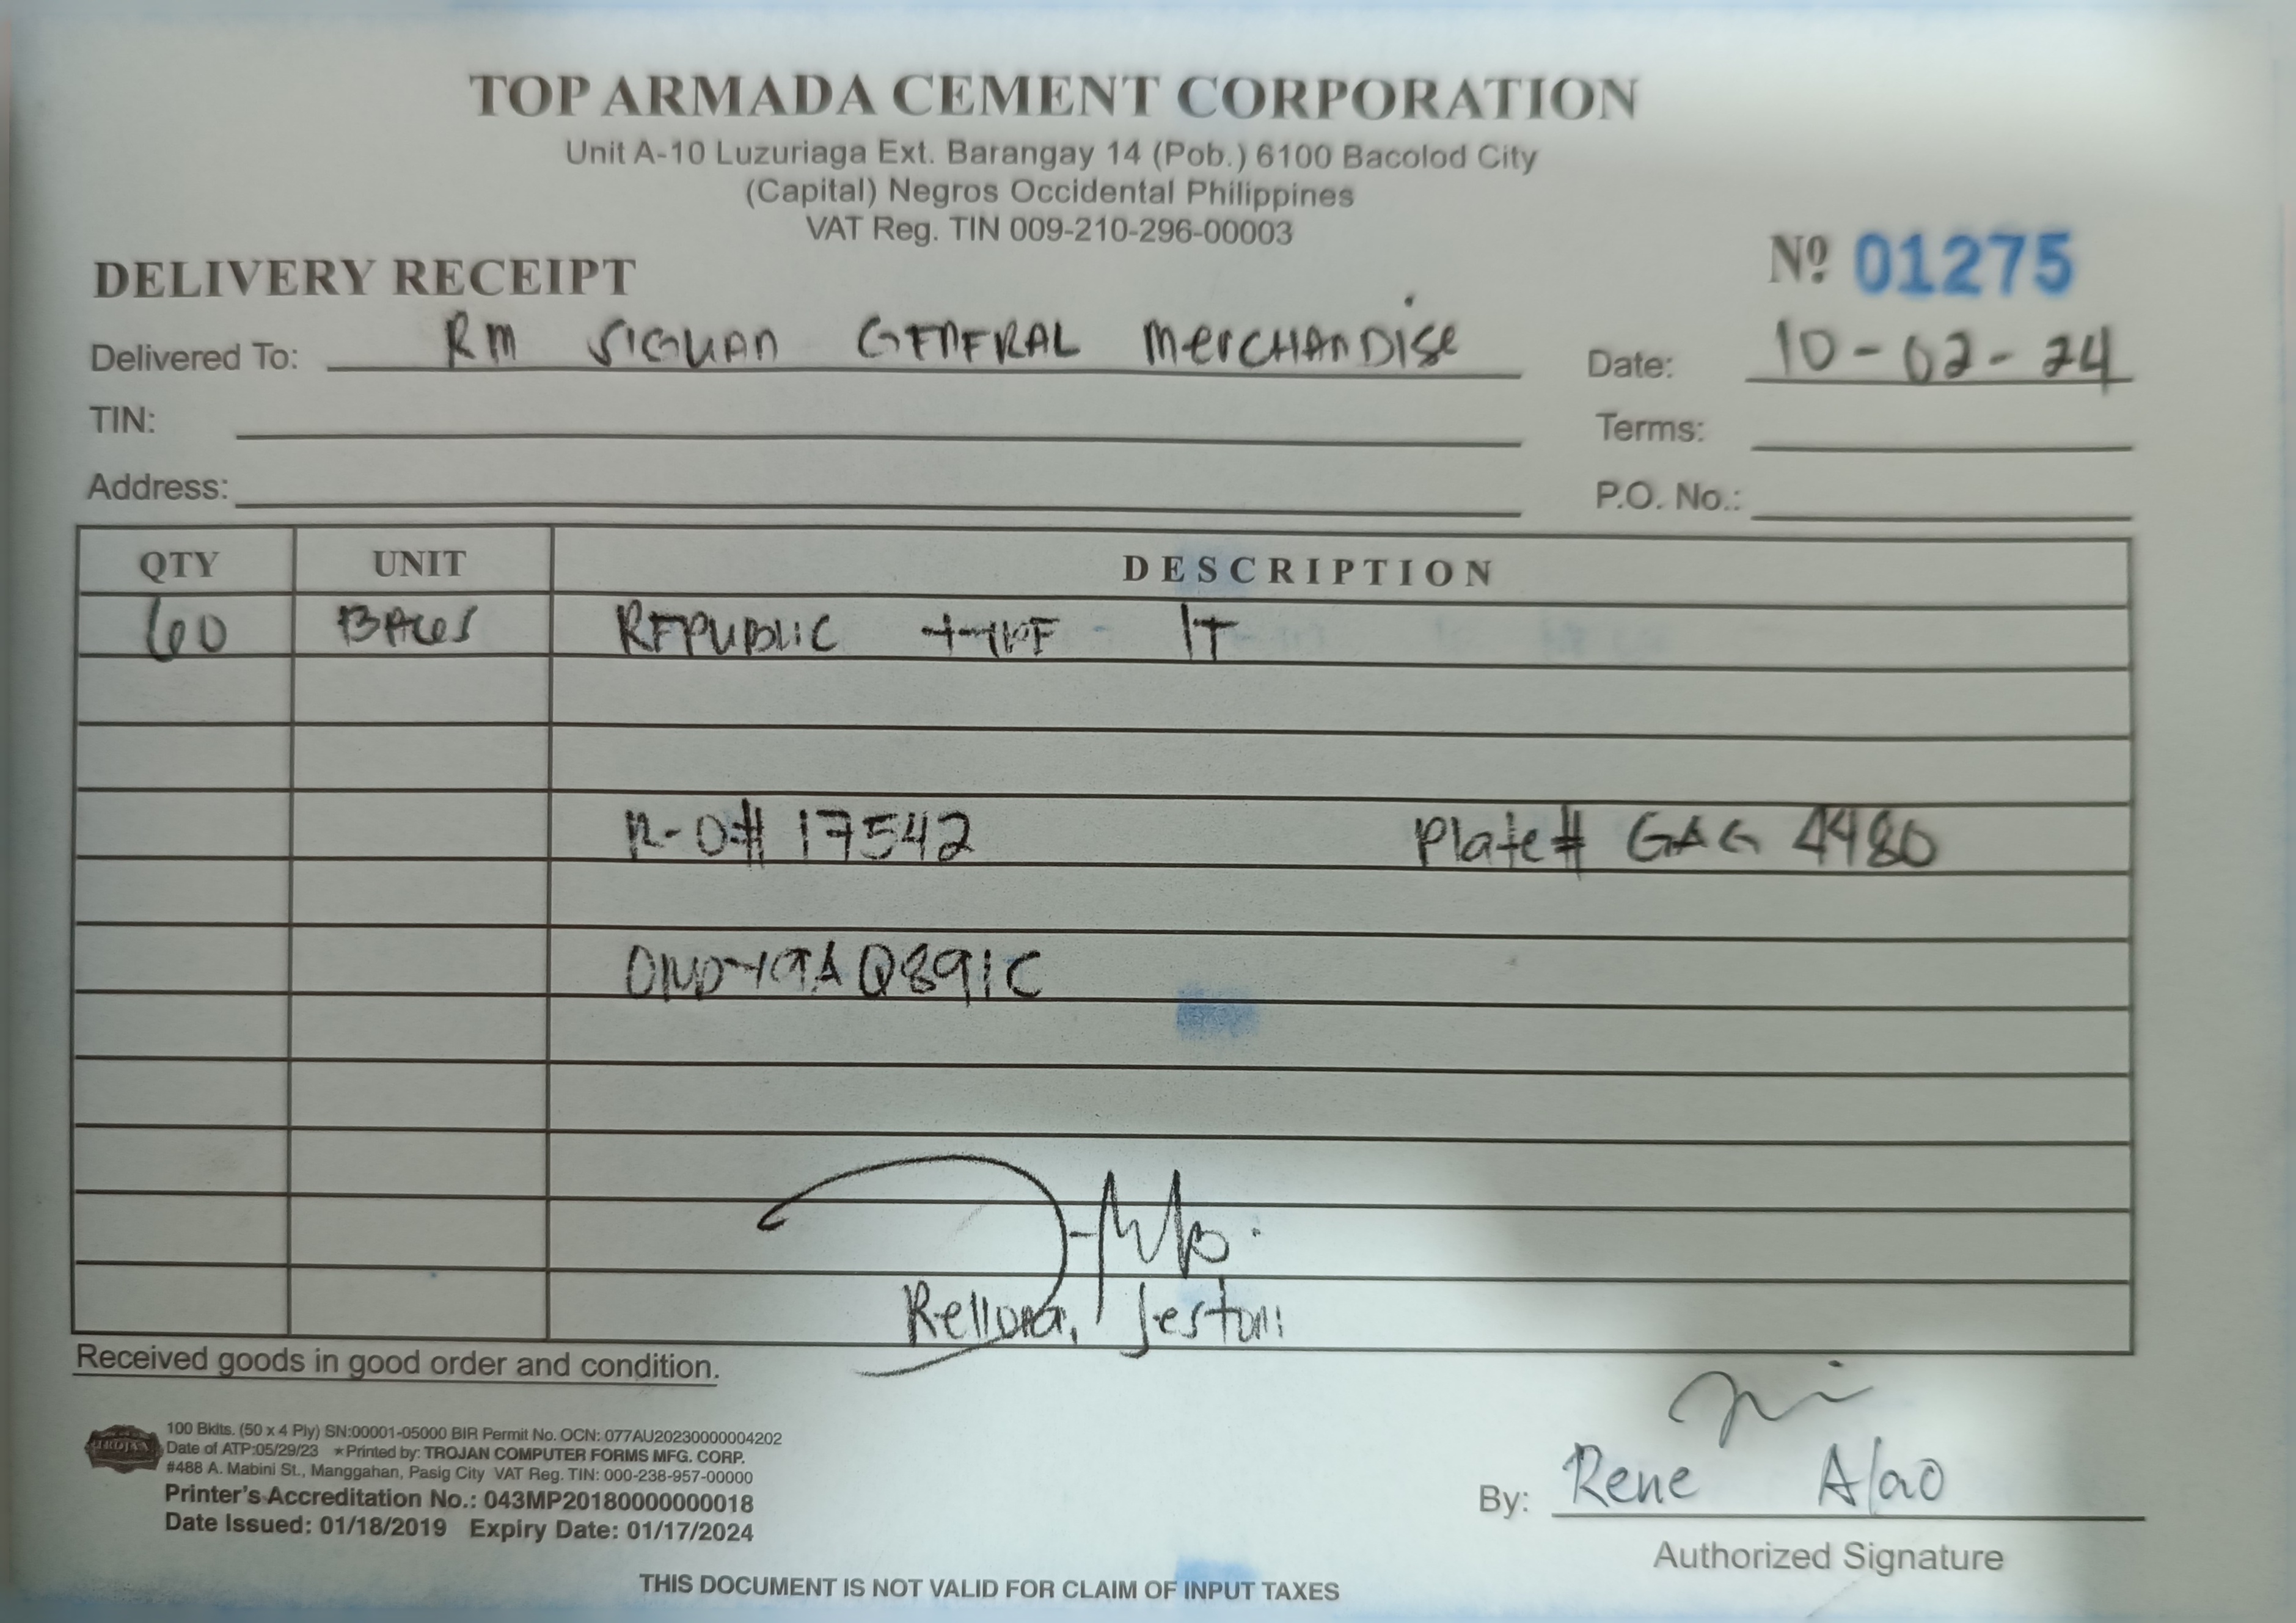 TOP ARMADA CEMENT CORPORATION
Unit A-10 Luzuriaga Ext. Barangay 14 (Pob.) 6100 Bacolod City
(Capital) Negros Occidental Philippines
VAT Reg. TIN 009-210-296-00003
DELIVERY RECEIPT
Nº 01275
Delivered To: RM SIGUAN GENERAL MERCHANDISE
Date: 10-02-24
TIN:
Terms:
Address:
P.O. No.:
QTY UNIT DESCRIPTION
60 BAGS REPUBLIC TYPE 1T
R-O# 17542 Plate# GAG 4480
Rellora, Jestoni
Received goods in good order and condition.
TROJAN
100 Bklts. (50 x 4 Ply) SN:00001-05000 BIR Permit No. OCN: 077AU20230000004202
Date of ATP:05/29/23 ★Printed by: TROJAN COMPUTER FORMS MFG. CORP.
#488 A. Mabini St., Manggahan, Pasig City VAT Reg. TIN: 000-238-957-00000
Printer's Accreditation No.: 043MP20180000000018
Date Issued: 01/18/2019 Expiry Date: 01/17/2024
By: Rene Alao
Authorized Signature
THIS DOCUMENT IS NOT VALID FOR CLAIM OF INPUT TAXES